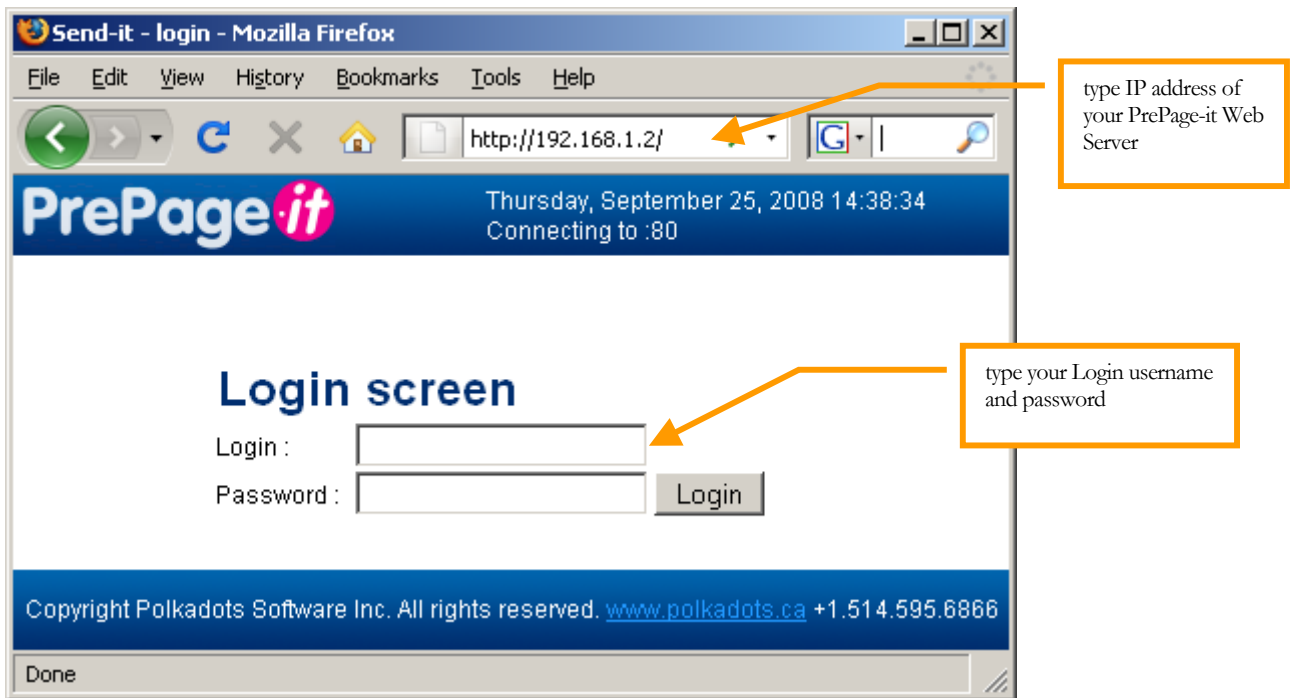 Send-it - login - Mozilla Firefox
File Edit View History Bookmarks Tools Help
type IP address of
your PrePage-it Web
Server
http://192.168.1.2/
G
PrePage·it
Thursday, September 25, 2008 14:38:34
Connecting to :80
Login screen
type your Login username
and password
Login :
Password :
Login
Copyright Polkadots Software Inc. All rights reserved. www.polkadots.ca +1.514.595.6866
Done